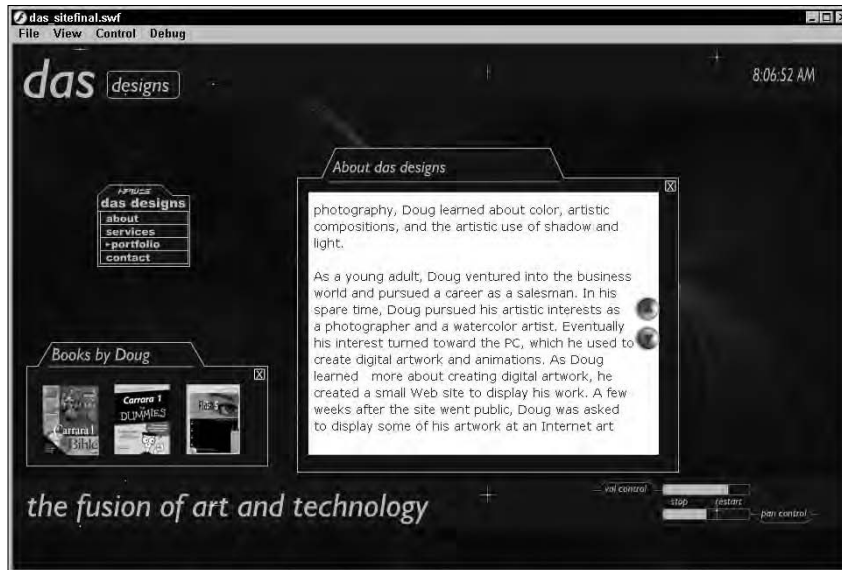 das_sitefinal.swf
File View Control Debug
das designs
8:06:52 AM
About das designs
X
das designs
about
services
portfolio
contact
photography, Doug learned about color, artistic
compositions, and the artistic use of shadow and
light.
As a young adult, Doug ventured into the business
world and pursued a career as a salesman. In his
spare time, Doug pursued his artistic interests as
a photographer and a watercolor artist. Eventually
his interest turned toward the PC, which he used to
create digital artwork and animations. As Doug
learned more about creating digital artwork, he
created a small Web site to display his work. A few
weeks after the site went public, Doug was asked
to display some of his artwork at an Internet art
Books by Doug
X
Carrara 1
Bible
Carrara 1
DUMMIES
Flash
the fusion of art and technology
vol control
stop restart
pan control